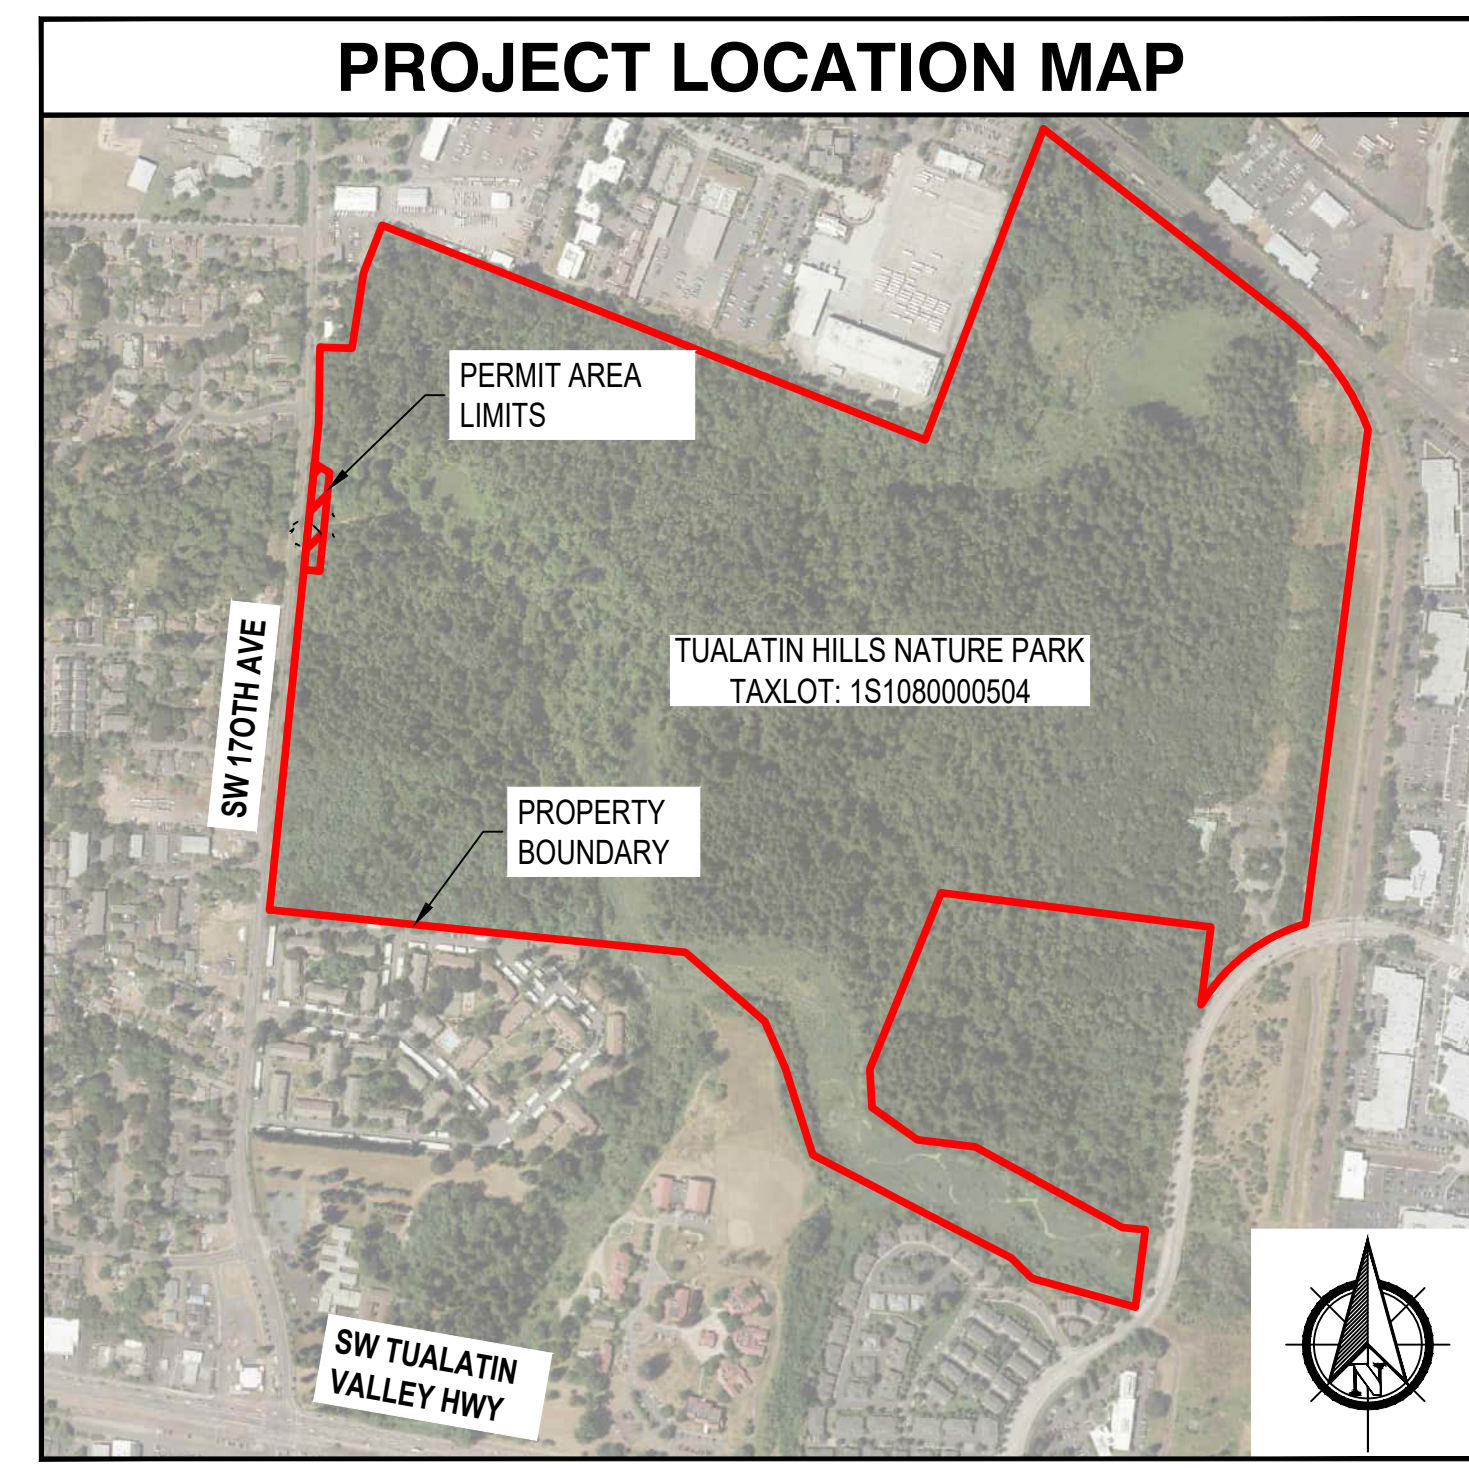 PROJECT LOCATION MAP
PERMIT AREA
LIMITS
TUALATIN HILLS NATURE PARK
TAXLOT: 1S1080000504
SW 170TH AVE
PROPERTY
BOUNDARY
SW TUALATIN
VALLEY HWY
N